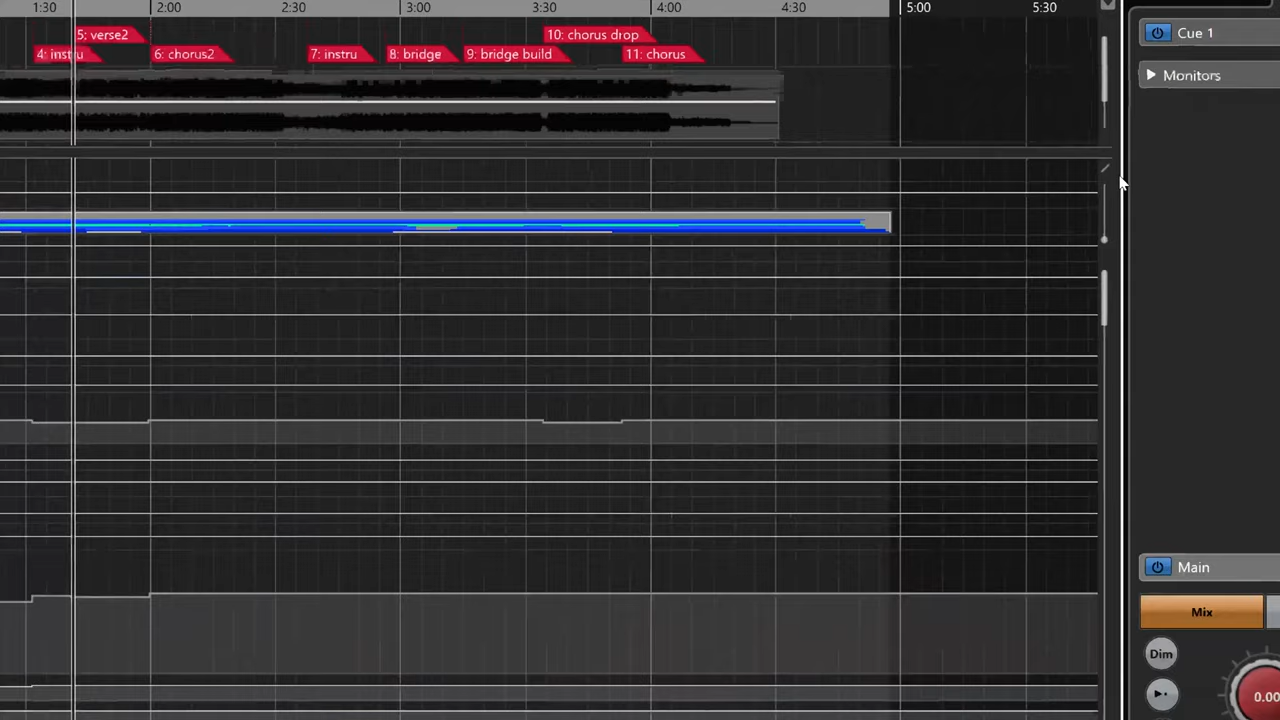 1:30 2:00 2:30 3:00 3:30 4:00 4:30 5:00 5:30
5: verse2
10: chorus drop
4: instru
6: chorus2
7: instru
8: bridge
9: bridge build
11: chorus
Cue 1
Monitors
Main
Mix
Dim
0.00